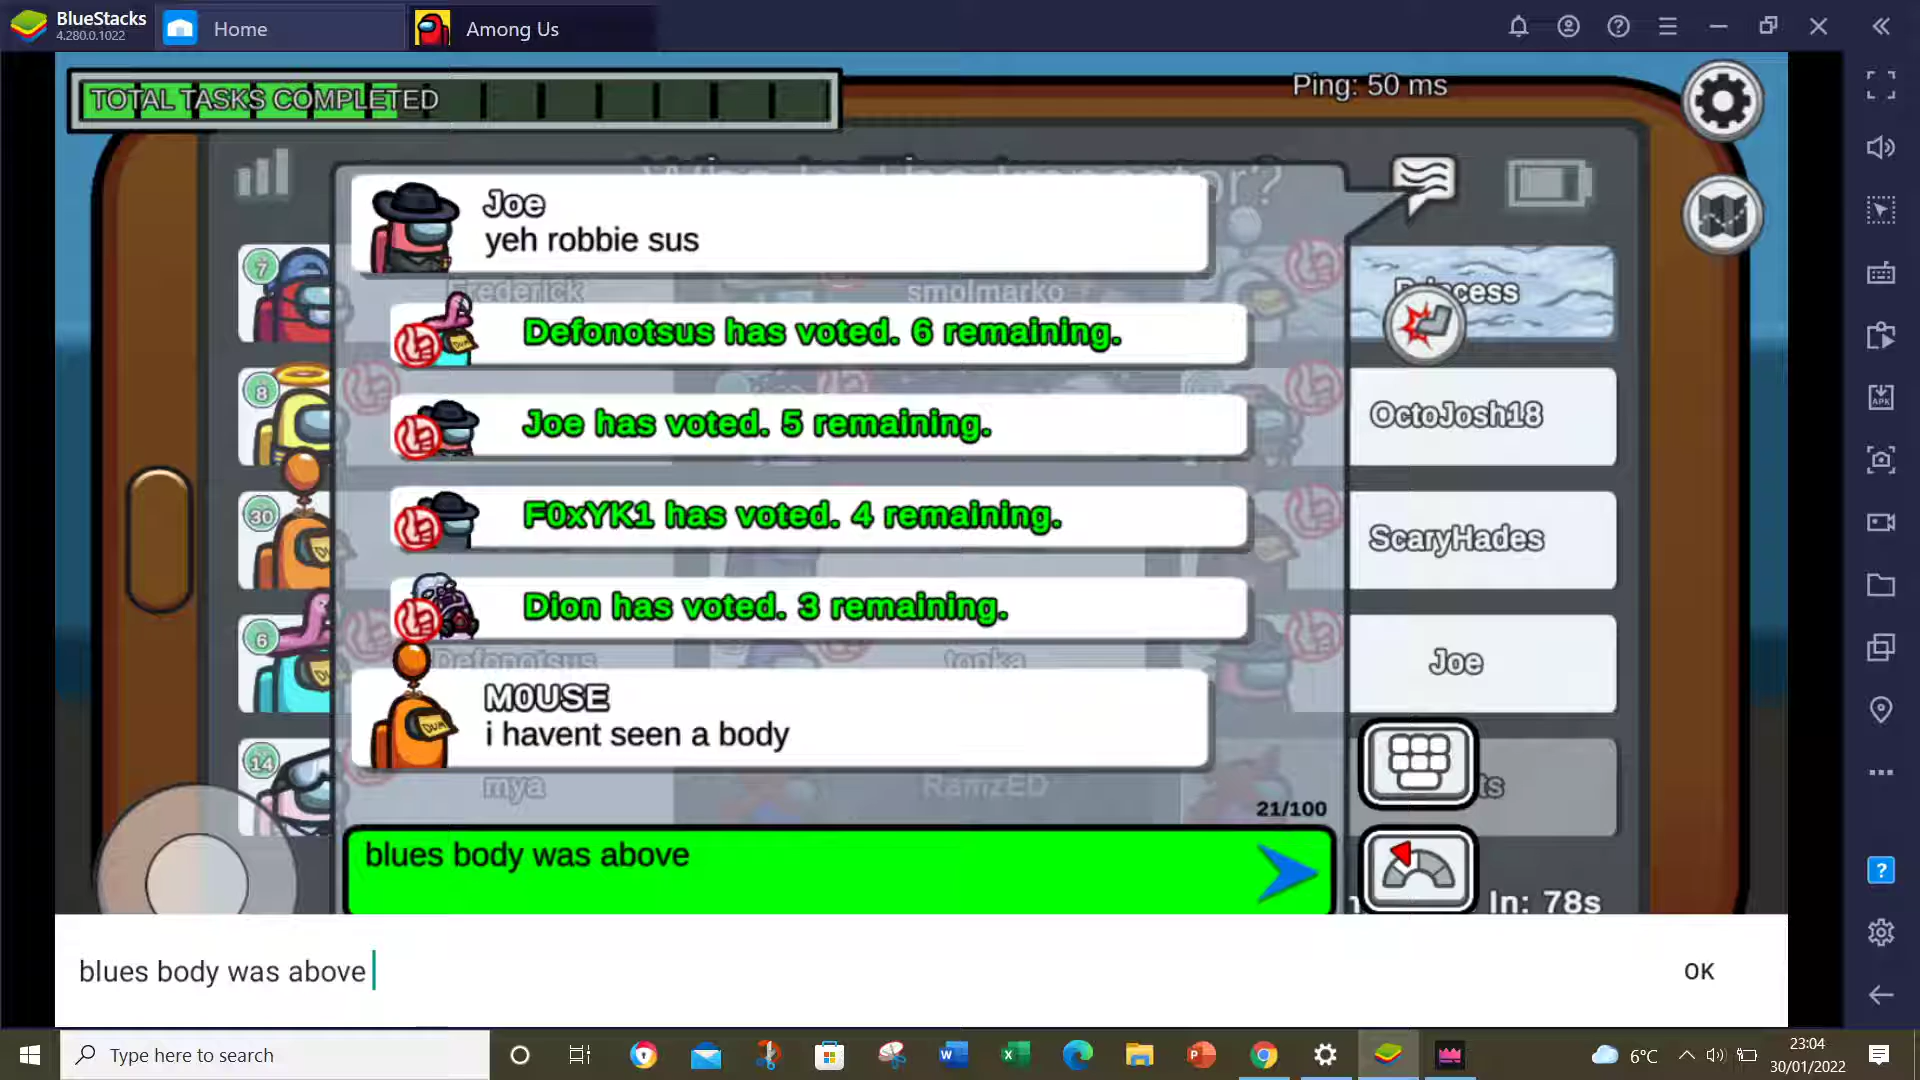 BlueStacks
4.280.0.1022
Home
Among Us
TOTAL TASKS COMPLETED
Ping: 50 ms
Joe
yeh robbie sus
7
Frederick
smolmarko
Princess
Defonotsus has voted. 6 remaining.
8
Joe has voted. 5 remaining.
OctoJosh18
30
F0xYK1 has voted. 4 remaining.
ScaryHades
Dion has voted. 3 remaining.
6
Defonotsus
tonka
Joe
M0USE
i havent seen a body
14
mya
RamzED
ts
21/100
blues body was above
In: 78s
blues body was above
OK
Type here to search
6°C
23:04
30/01/2022